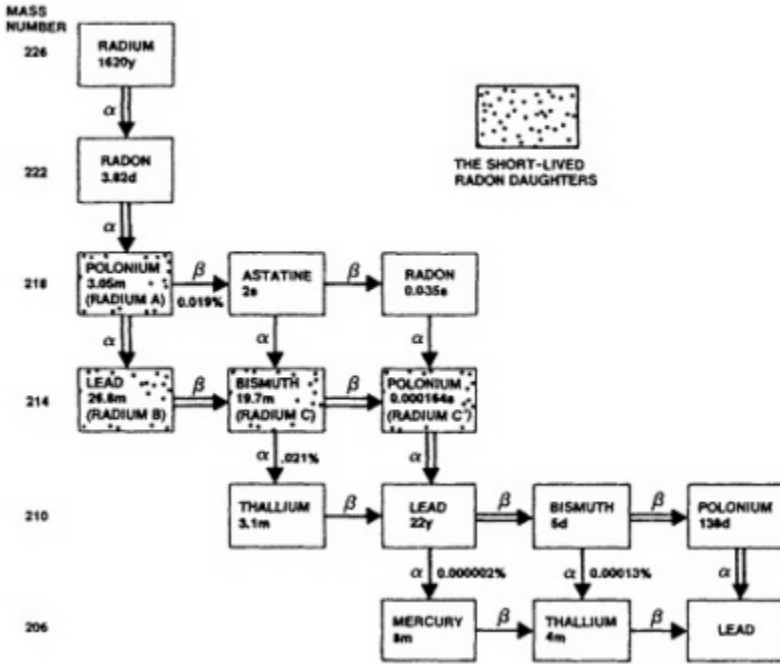 MASS
NUMBER
226
RADIUM
1620y
α
222
RADON
3.82d
THE SHORT-LIVED
RADON DAUGHTERS
α
218
POLONIUM
3.05m
(RADIUM A)
β
0.019%
ASTATINE
2s
β
RADON
0.035s
α
α
α
214
LEAD
26.8m
(RADIUM B)
β
BISMUTH
19.7m
(RADIUM C)
β
POLONIUM
0.000164s
(RADIUM C')
α
.021%
α
210
THALLIUM
3.1m
β
LEAD
22y
β
BISMUTH
5d
β
POLONIUM
138d
α
0.000002%
α
0.00013%
α
206
MERCURY
8m
β
THALLIUM
4m
β
LEAD